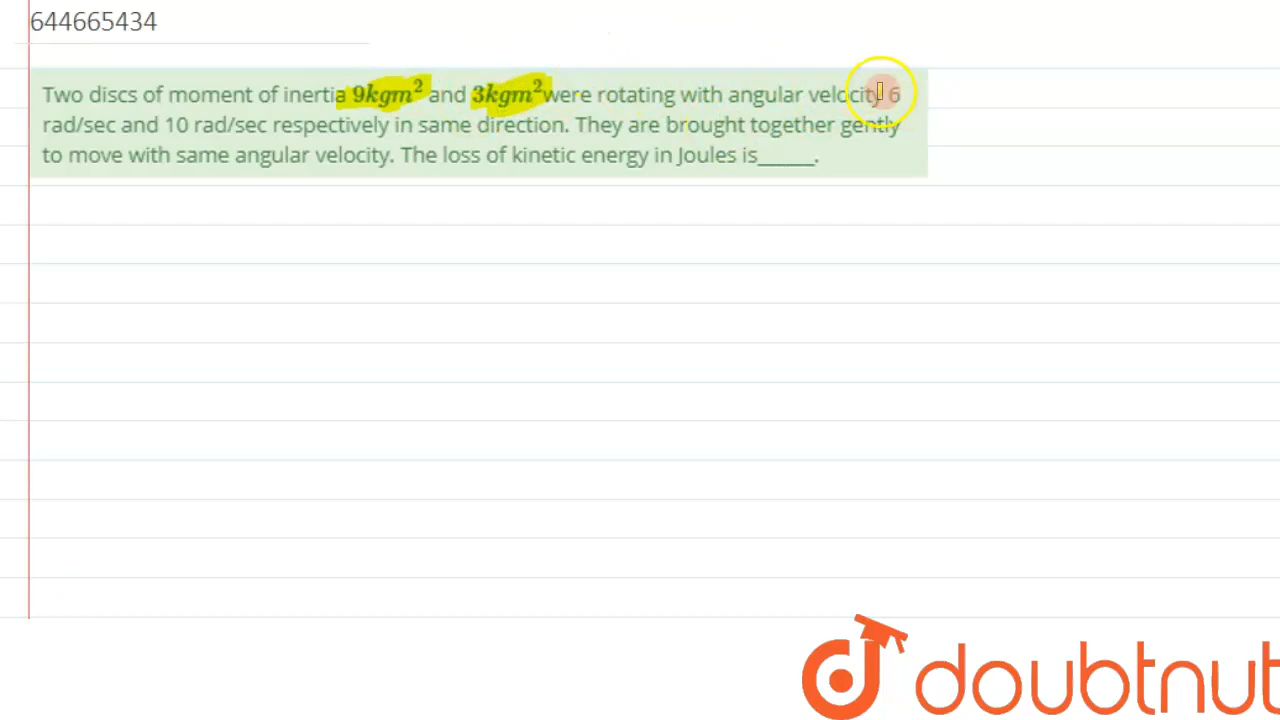 644665434
Two discs of moment of inertia 9kgm² and 3kgm² were rotating with angular velocity 6
rad/sec and 10 rad/sec respectively in same direction. They are brought together gently
to move with same angular velocity. The loss of kinetic energy in Joules is______.
doubtnut